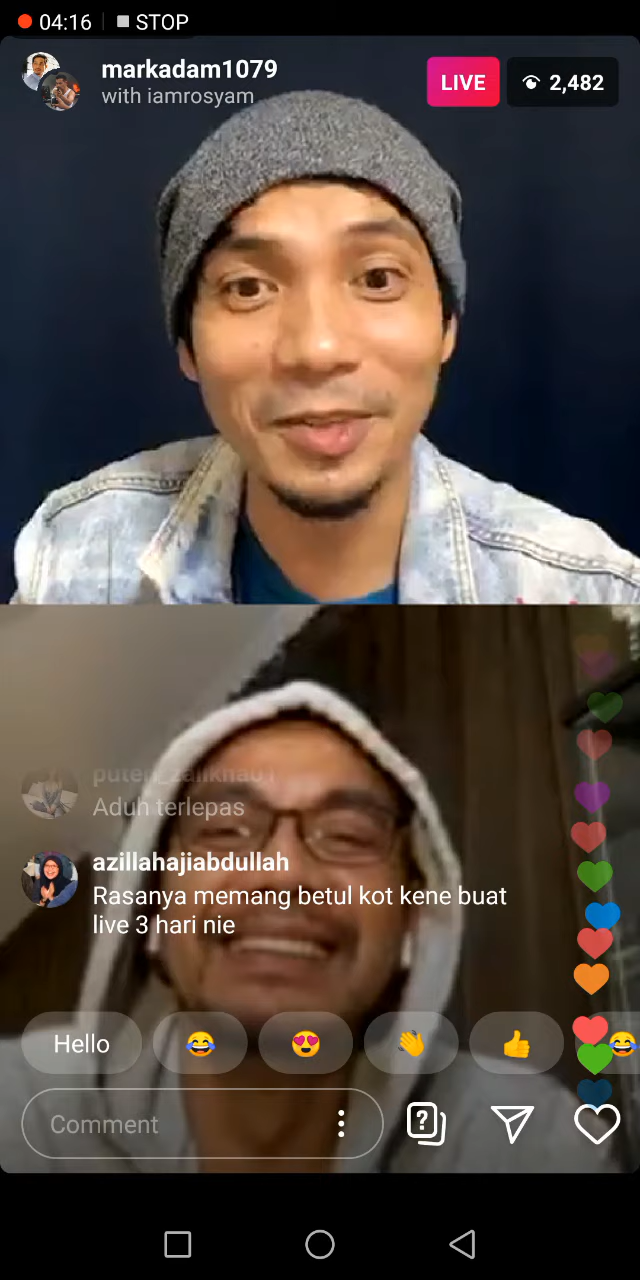 04:16 STOP
markadam1079
with iamrosyam
LIVE 2,482
Aduh terlepas
azillahajiabdullah
Rasanya memang betul kot kene buat
live 3 hari nie
Hello
Comment